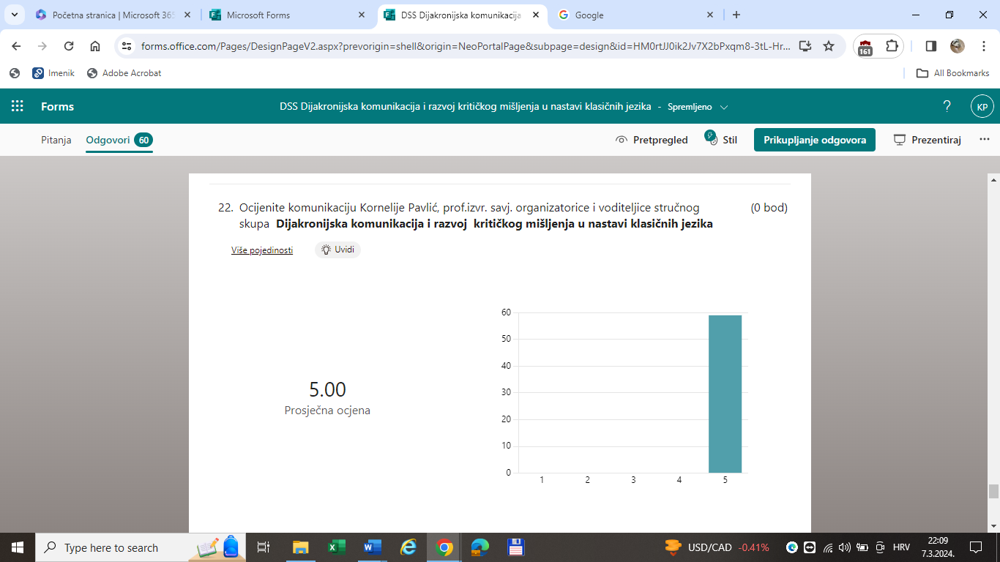 Početna stranica | Microsoft 365
Microsoft Forms
DSS Dijakronijska komunikacija
Google
forms.office.com/Pages/DesignPageV2.aspx?prevorigin=shell&origin=NeoPortalPage&subpage=design&id=HM0rtJJ0ik2Jv7X2bPxqm8-3tL-Hr...
161
Imenik
Adobe Acrobat
All Bookmarks
Forms
DSS Dijakronijska komunikacija i razvoj kritičkog mišljenja u nastavi klasičnih jezika - Spremljeno
?
KP
Pitanja
Odgovori 60
Pretpregled
Stil
Prikupljanje odgovora
Prezentiraj
22. Ocijenite komunikaciju Kornelije Pavlić, prof.izvr. savj. organizatorice i voditeljice stručnog
(0 bod)
skupa Dijakronijska komunikacija i razvoj kritičkog mišljenja u nastavi klasičnih jezika
Više pojedinosti
Uvidi
5.00
Prosječna ocjena
60
50
40
30
20
10
0
1 2 3 4 5
Type here to search
USD/CAD -0.41%
HRV
22:09
7.3.2024.